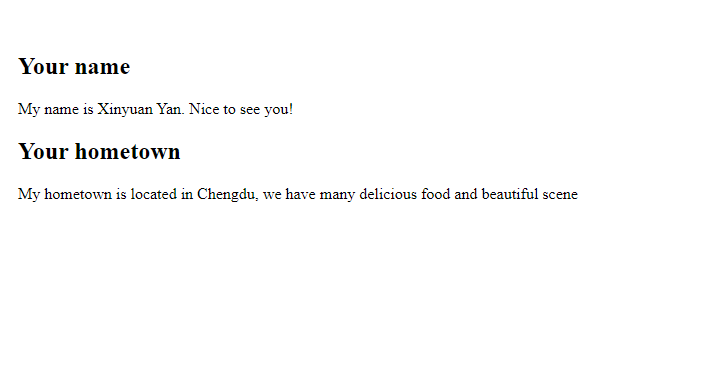 Your name
My name is Xinyuan Yan. Nice to see you!
Your hometown
My hometown is located in Chengdu, we have many delicious food and beautiful scene